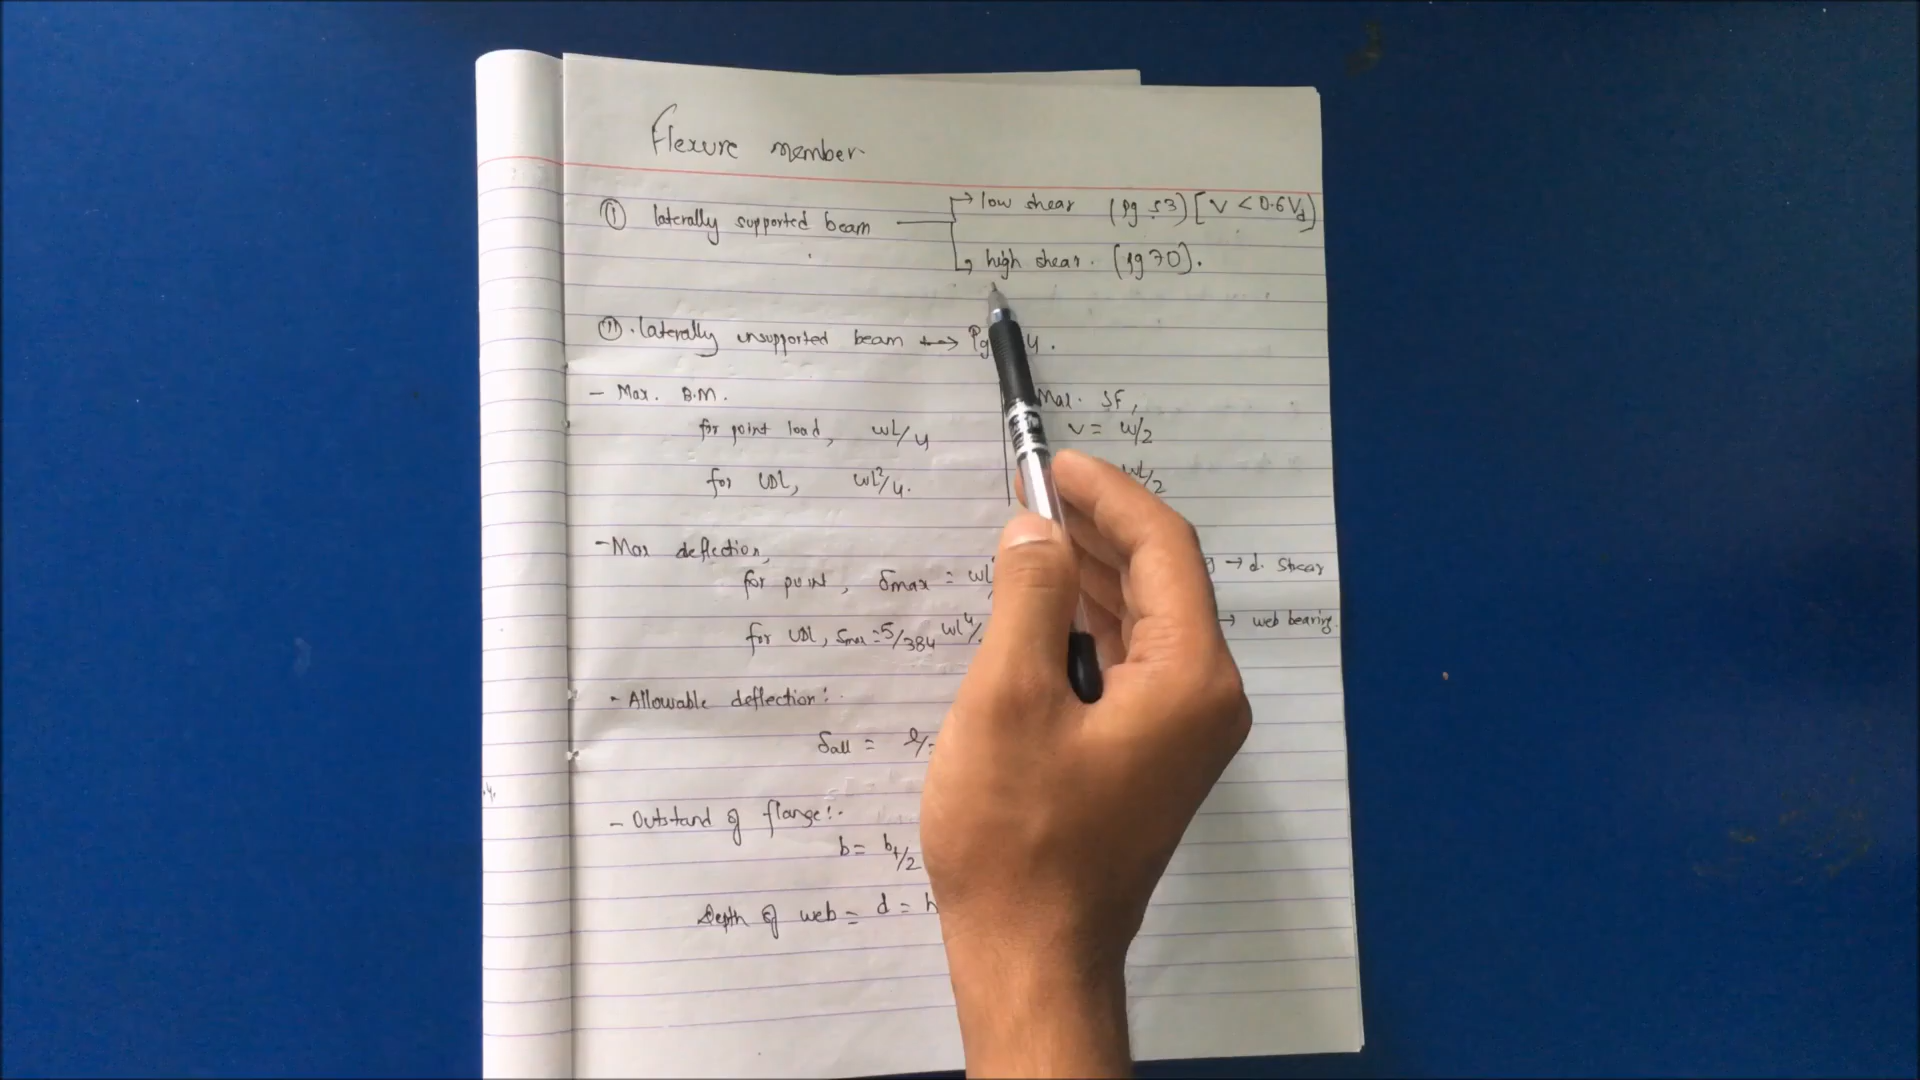 Flexure member.
① laterally supported beam → low shear (pg 53) [V < 0.6Vd]
→ high shear. (pg 70).
② laterally unsupported beam → Pg 4.
- Max. B.M.
Max. SF,
for point load, WL/4
V = W/2
for UDL, WL²/4.
WL/2
- Max deflection,
for point, δmax = WL
→ d. shear
for UDL, δmax = 5/384 WL⁴/
→ web bearing.
- Allowable deflection:-
δall = l/
- Outstand of flange:-
b = bf/2
Depth of web = d = h